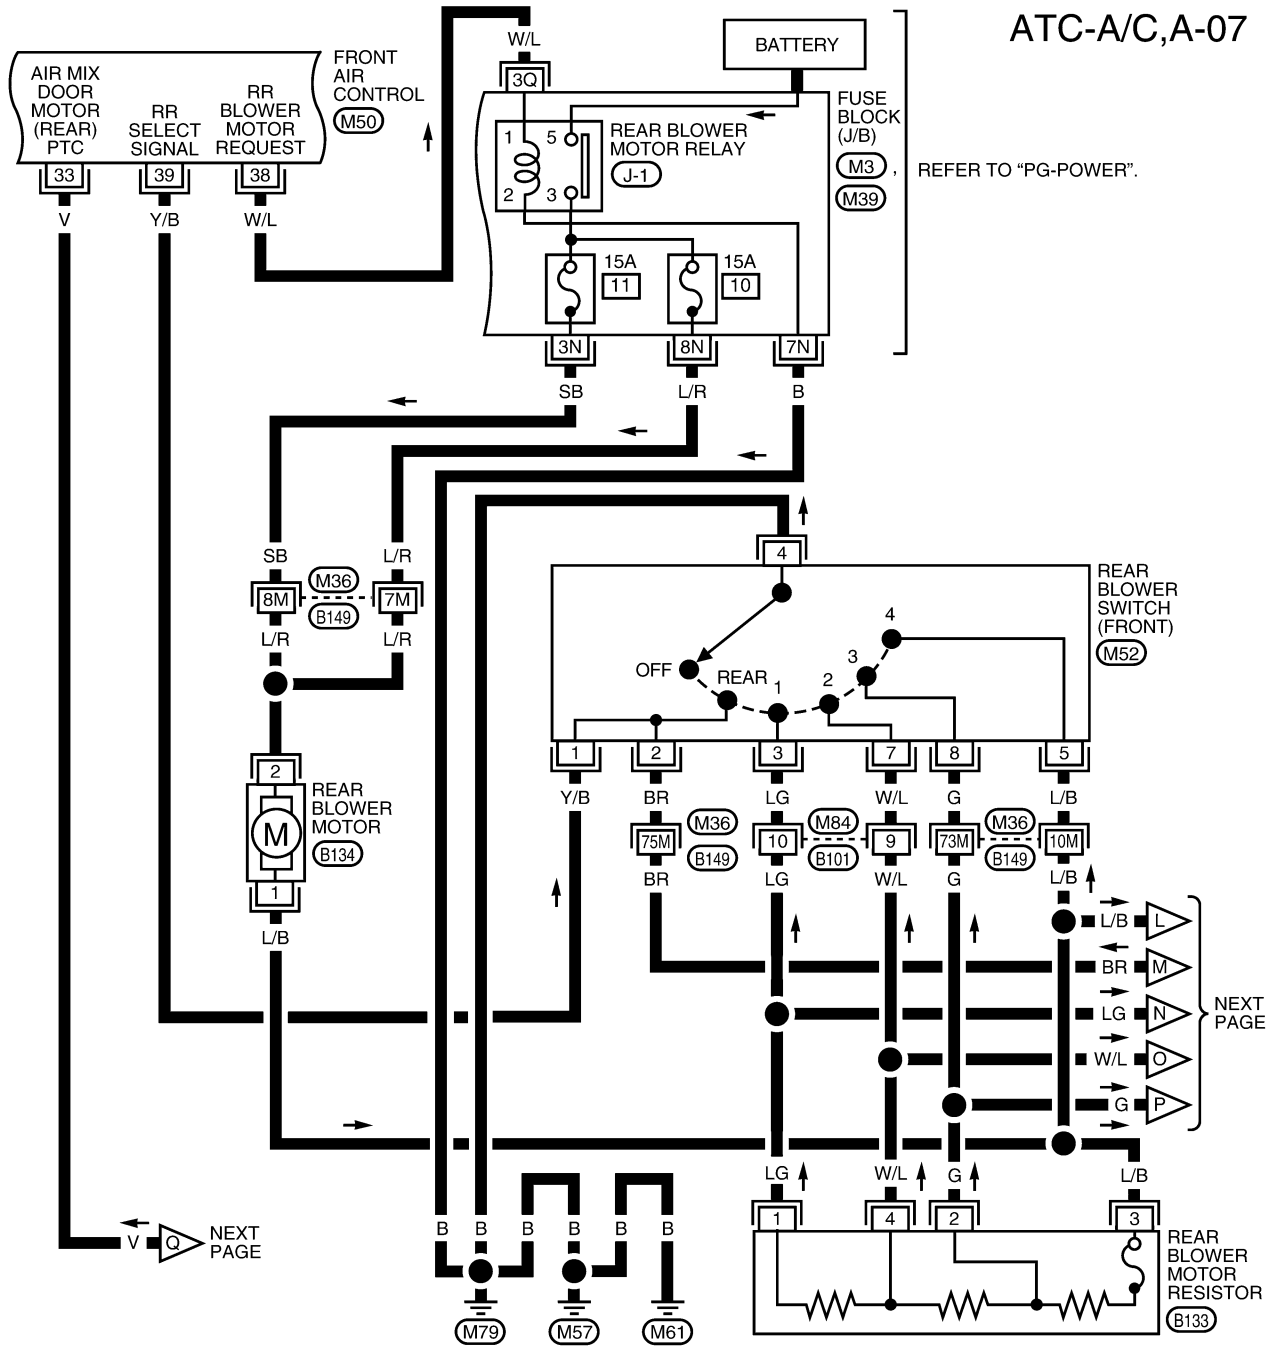 ATC-A/C,A-07
W/L
BATTERY
FRONT
AIR
CONTROL
M50
AIR MIX
DOOR
MOTOR
(REAR)
PTC
RR
SELECT
SIGNAL
RR
BLOWER
MOTOR
REQUEST
3Q
FUSE
BLOCK
(J/B)
M3 ,
M39
REFER TO “PG-POWER”.
1
5
2
3
REAR BLOWER
MOTOR RELAY
J-1
33
39
38
V
Y/B
W/L
15A
11
15A
10
3N
8N
7N
SB
L/R
B
SB
L/R
4
8M
M36
B149
7M
L/R
L/R
REAR
BLOWER
SWITCH
(FRONT)
M52
OFF
REAR
1
2
3
4
1
2
3
7
8
5
2
REAR
BLOWER
MOTOR
B134
M
1
L/B
Y/B
BR
LG
W/L
G
L/B
75M
M36
B149
10
M84
B101
9
73M
M36
B149
10M
BR
LG
W/L
G
L/B
L/B
L
BR
M
LG
N
W/L
O
G
P
NEXT
PAGE
LG
W/L
G
L/B
V
Q
NEXT
PAGE
B
B
B
B
B
B
1
4
2
3
REAR
BLOWER
MOTOR
RESISTOR
B133
M79
M57
M61